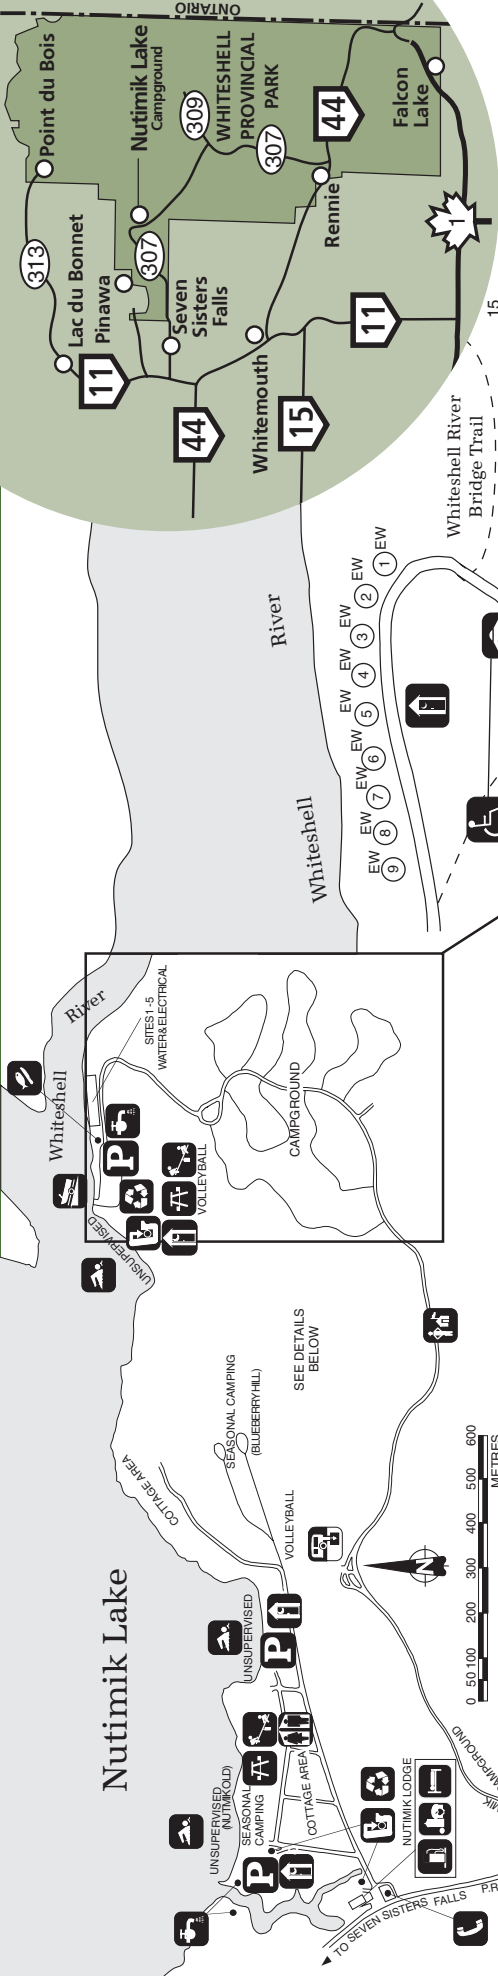 ONTARIO
Point du Bois
Nutimik Lake
Campground
WHITESHELL
PROVINCIAL
PARK
309
307
44
Falcon
Lake
313
Lac du Bonnet
Pinawa
307
Seven
Sisters
Falls
Rennie
1
11
44
Whitemouth
15
11
15
Whiteshell River
Bridge Trail
River
Whiteshell
EW
1
EW
2
EW
3
EW
4
EW
5
EW
6
EW
7
EW
8
EW
9
River
Whiteshell
SITES 1-5
WATER & ELECTRICAL
P
VOLLEYBALL
UNSUPERVISED
CAMPGROUND
SEE DETAILS
BELOW
SEASONAL CAMPING
(BLUEBERRY HILL)
COTTAGE AREA
VOLLEYBALL
Nutimik Lake
UNSUPERVISED
P
N
0 50 100 200 300 400 500 600
METRES
UNSUPERVISED
(NUTIMIK OLD)
SEASONAL
CAMPING
COTTAGE AREA
P
NUTIMIK LODGE
TO SEVEN SISTERS FALLS
P.R.